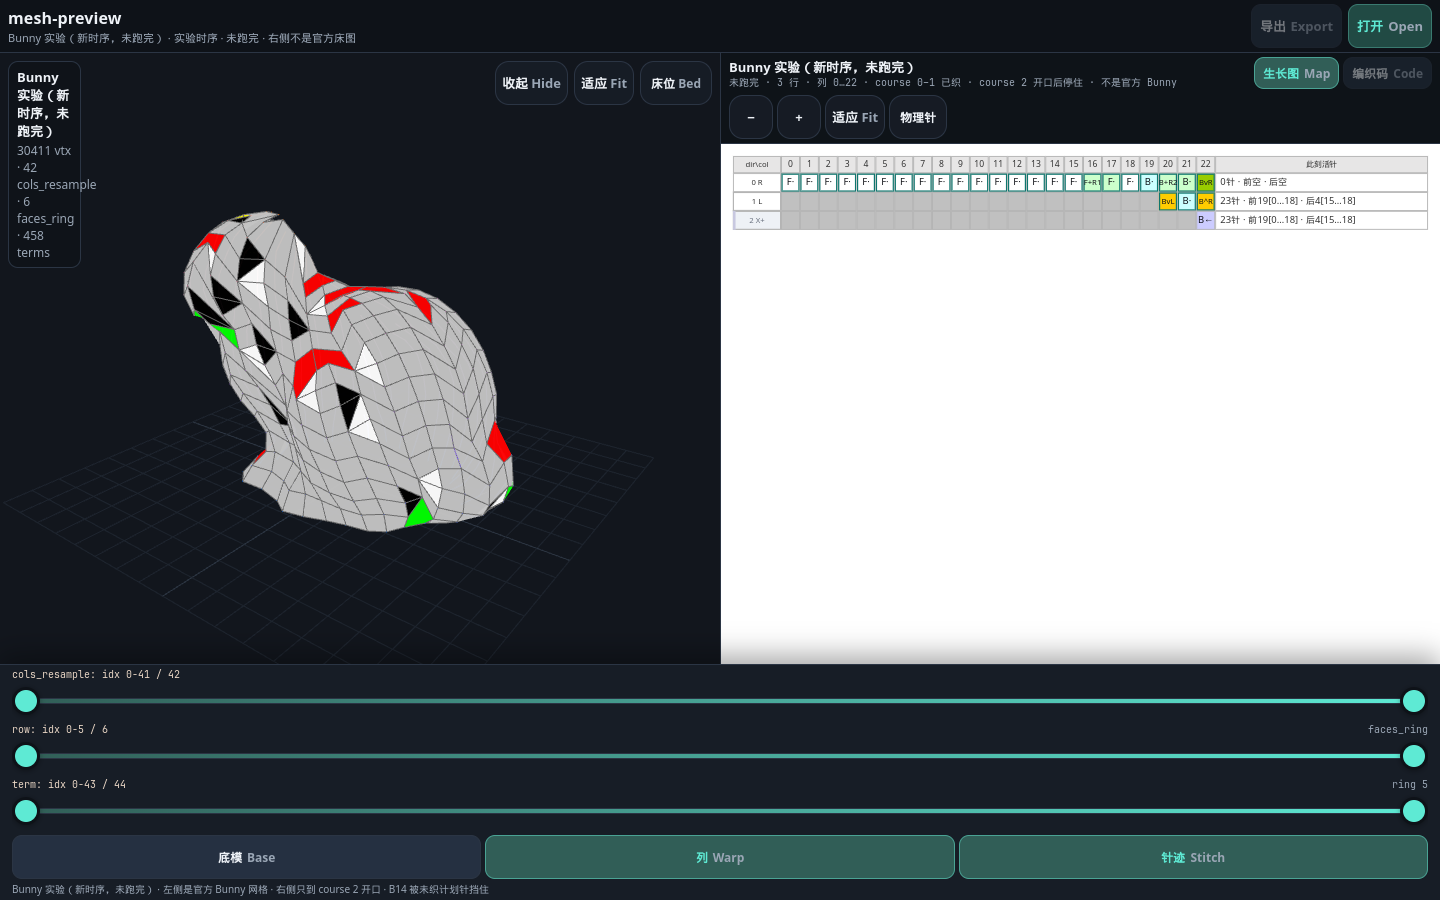 mesh-preview
Bunny 实验（新时序，未跑完）· 实验时序 · 未跑完 · 右侧不是官方床图
导出 Export
打开 Open
Bunny
实验（新
时序，未
跑完）
30411 vtx
· 42
cols_resample
· 6
faces_ring
· 458
terms
收起 Hide
适应 Fit
床位 Bed
Bunny 实验（新时序，未跑完）
未跑完 · 3 行 · 列 0…22 · course 0-1 已织 · course 2 开口后停住 · 不是官方 Bunny
生长图 Map
编织码 Code
−
+
适应 Fit
物理针
dir\col 0 1 2 3 4 5 6 7 8 9 10 11 12 13 14 15 16 17 18 19 20 21 22 此刻活针
0 R F· F· F· F· F· F· F· F· F· F· F· F· F· F· F· F· F+R1 F· F· B· B+R2 B· BvR 0针 · 前空 · 后空
1 L BvL B· B^R 23针 · 前19[0…18] · 后4[15…18]
2 X+ B← 23针 · 前19[0…18] · 后4[15…18]
cols_resample: idx 0-41 / 42
row: idx 0-5 / 6
faces_ring
term: idx 0-43 / 44
ring 5
底模 Base
列 Warp
针迹 Stitch
Bunny 实验（新时序，未跑完）· 左侧是官方 Bunny 网格 · 右侧只到 course 2 开口 · B14 被未织计划针挡住